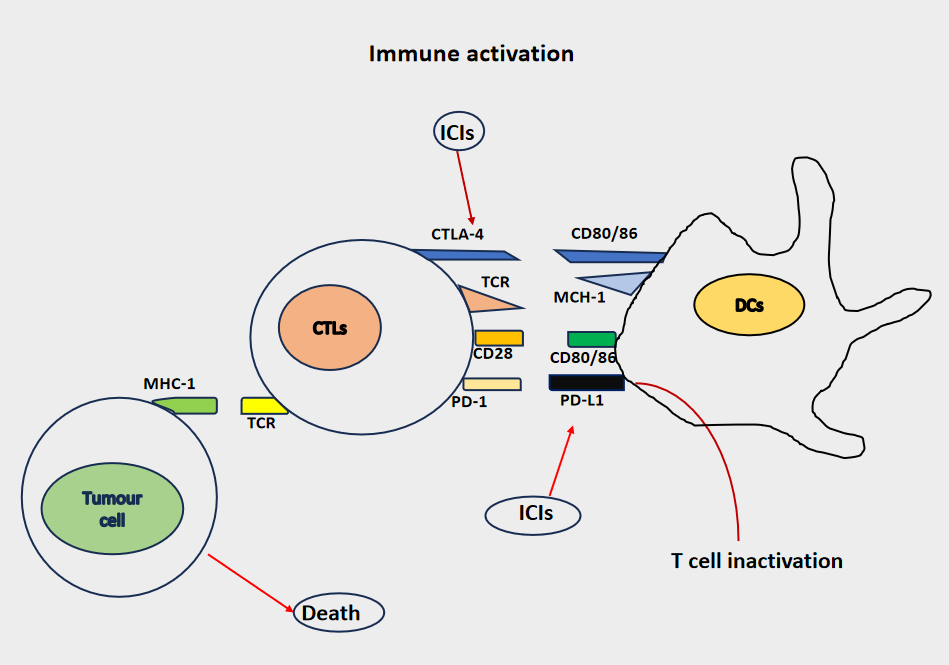 Immune activation
ICIs
CTLA-4
CD80/86
TCR
MCH-1
DCs
CTLs
CD28
CD80/86
MHC-1
PD-1
PD-L1
TCR
Tumour
cell
ICIs
T cell inactivation
Death